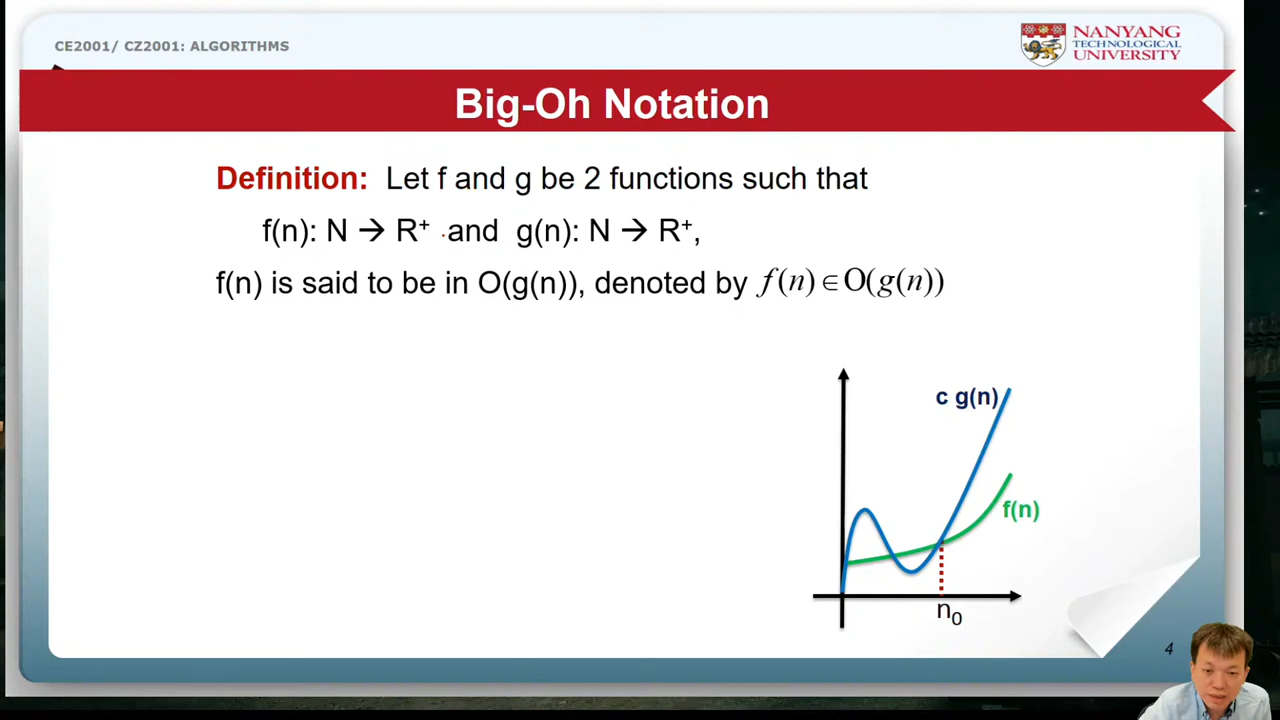 CE2001/ CZ2001: ALGORITHMS
NANYANG
TECHNOLOGICAL
UNIVERSITY
Big-Oh Notation
Definition: Let f and g be 2 functions such that
f(n): N → R⁺ and g(n): N → R⁺,
f(n) is said to be in O(g(n)), denoted by f(n)∈O(g(n))
c g(n)
f(n)
n₀
4